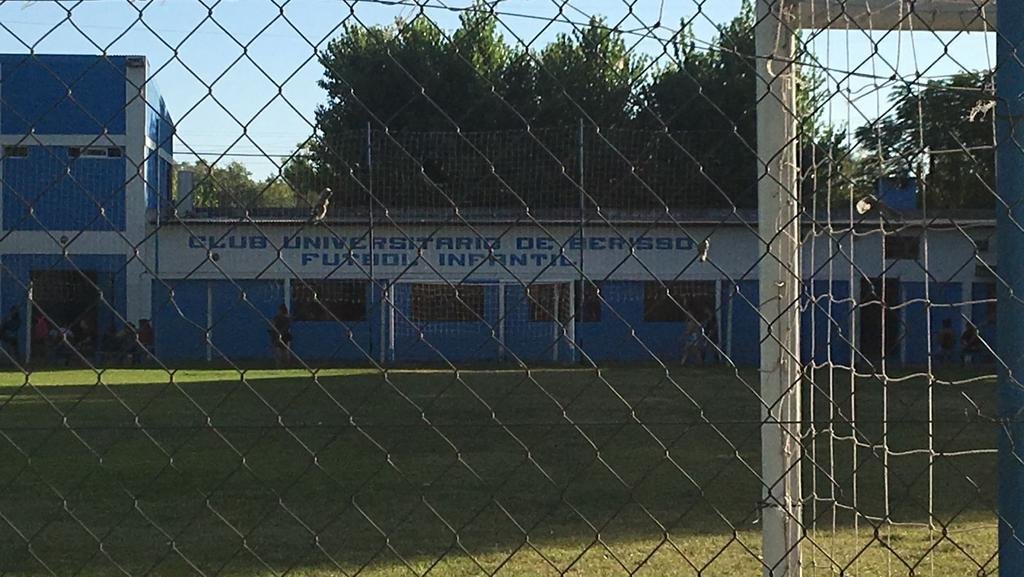 CLUB UNIVERSITARIO DE BERISSO
FUTBOL INFANTIL